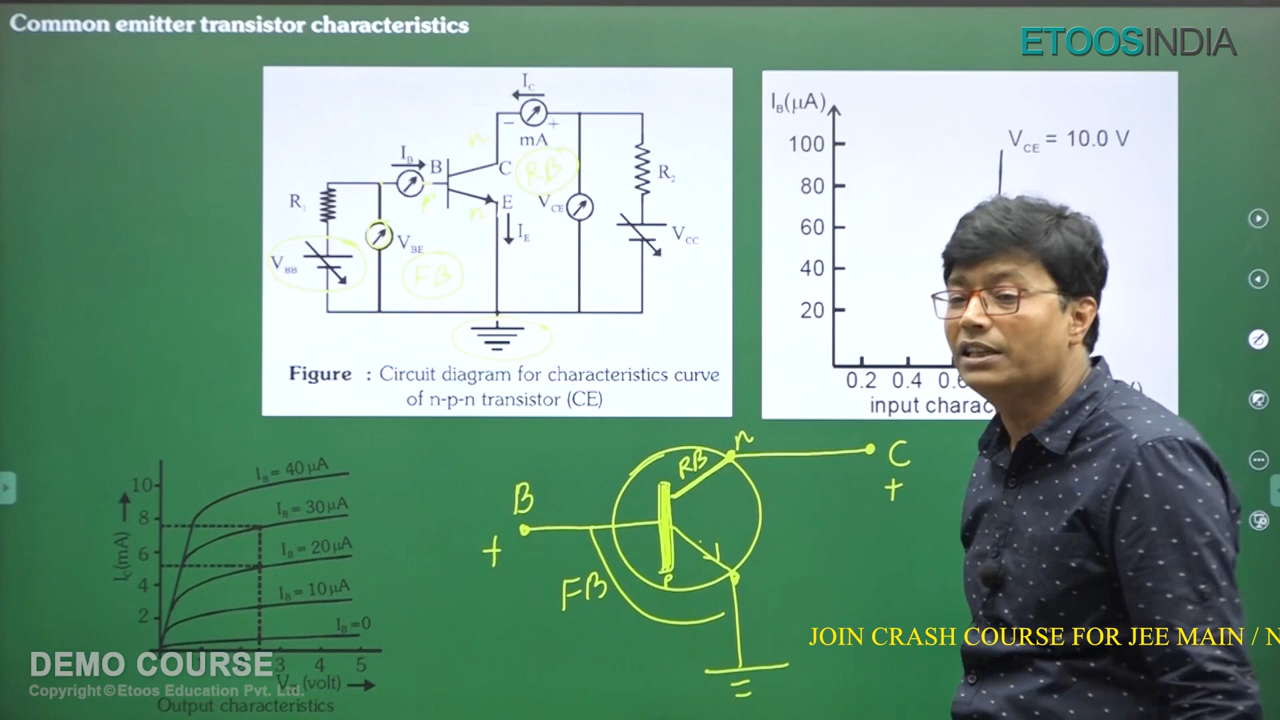 Common emitter transistor characteristics
ETOOSINDIA
I_C
− +
mA
n
I_B
B
C
RB
R_1
P
n
E
V_CE
R_2
V_BE
I_E
V_CC
V_BB
FB
Figure : Circuit diagram for characteristics curve
of n-p-n transistor (CE)
I_B(μA)
100
V_CE = 10.0 V
80
60
40
20
0.2 0.4
input charac
10
I_B = 40 μA
8
I_B = 30 μA
I_C(mA)
6
I_B = 20 μA
4
I_B = 10 μA
2
I_B = 0
3 4 5
(volt)
Output characteristics
n
RB
C
+
B
+
FB
P
JOIN CRASH COURSE FOR JEE MAIN / N
DEMO COURSE
Copyright © Etoos Education Pvt. Ltd.